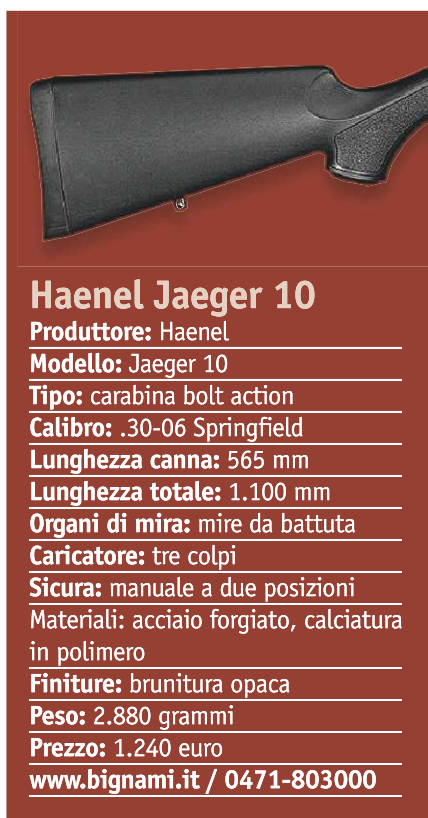 Haenel Jaeger 10
Produttore: Haenel
Modello: Jaeger 10
Tipo: carabina bolt action
Calibro: .30-06 Springfield
Lunghezza canna: 565 mm
Lunghezza totale: 1.100 mm
Organi di mira: mire da battuta
Caricatore: tre colpi
Sicura: manuale a due posizioni
Materiali: acciaio forgiato, calciatura
in polimero
Finiture: brunitura opaca
Peso: 2.880 grammi
Prezzo: 1.240 euro
www.bignami.it / 0471-803000